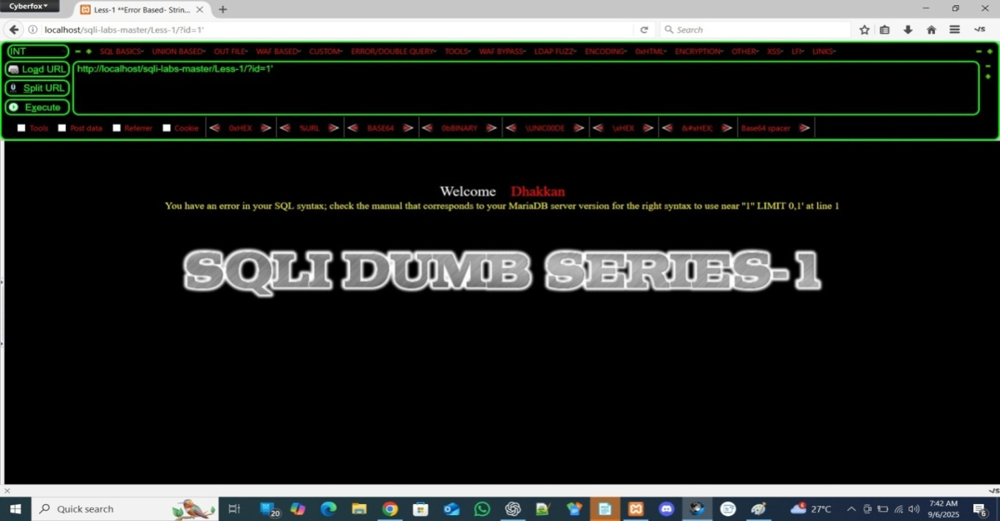 Cyberfox
Less-1 **Error Based- Strin...
localhost/sqli-labs-master/Less-1/?id=1'
Search
INT
SQL BASICS UNION BASED OUT FILE WAF BASED CUSTOM ERROR/DOUBLE QUERY TOOLS WAF BYPASS LDAP FUZZ ENCODING 0xHTML ENCRYPTION OTHER XSS LFI LINKS
Load URL
http://localhost/sqli-labs-master/Less-1/?id=1'
Split URL
Execute
Tools Post data Referrer Cookie 0xHEX %URL BASE64 0bBINARY \UNIC00DE \xHEX &#xHEX; Base64 spacer
Welcome Dhakkan
You have an error in your SQL syntax; check the manual that corresponds to your MariaDB server version for the right syntax to use near ''1'' LIMIT 0,1' at line 1
SQLI DUMB SERIES-1
Quick search
20
6
27°C
7:42 AM
9/6/2025
6